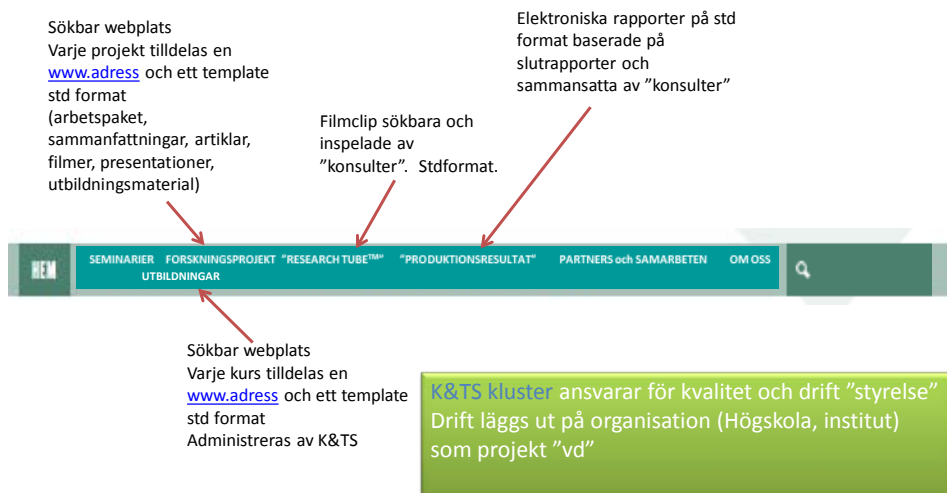 Sökbar webplats
Varje projekt tilldelas en
www.adress och ett template
std format
(arbetspaket,
sammanfattningar, artiklar,
filmer, presentationer,
utbildningsmaterial)
Filmclip sökbara och
inspelade av
”konsulter”. Stdformat.
Elektroniska rapporter på std
format baserade på
slutrapporter och
sammansatta av ”konsulter”
HEM
SEMINARIER FORSKNINGSPROJEKT ”RESEARCH TUBE™” ”PRODUKTIONSRESULTAT” PARTNERS och SAMARBETEN OM OSS
UTBILDNINGAR
Sökbar webplats
Varje kurs tilldelas en
www.adress och ett template
std format
Administreras av K&TS
K&TS kluster ansvarar för kvalitet och drift ”styrelse”
Drift läggs ut på organisation (Högskola, institut)
som projekt ”vd”